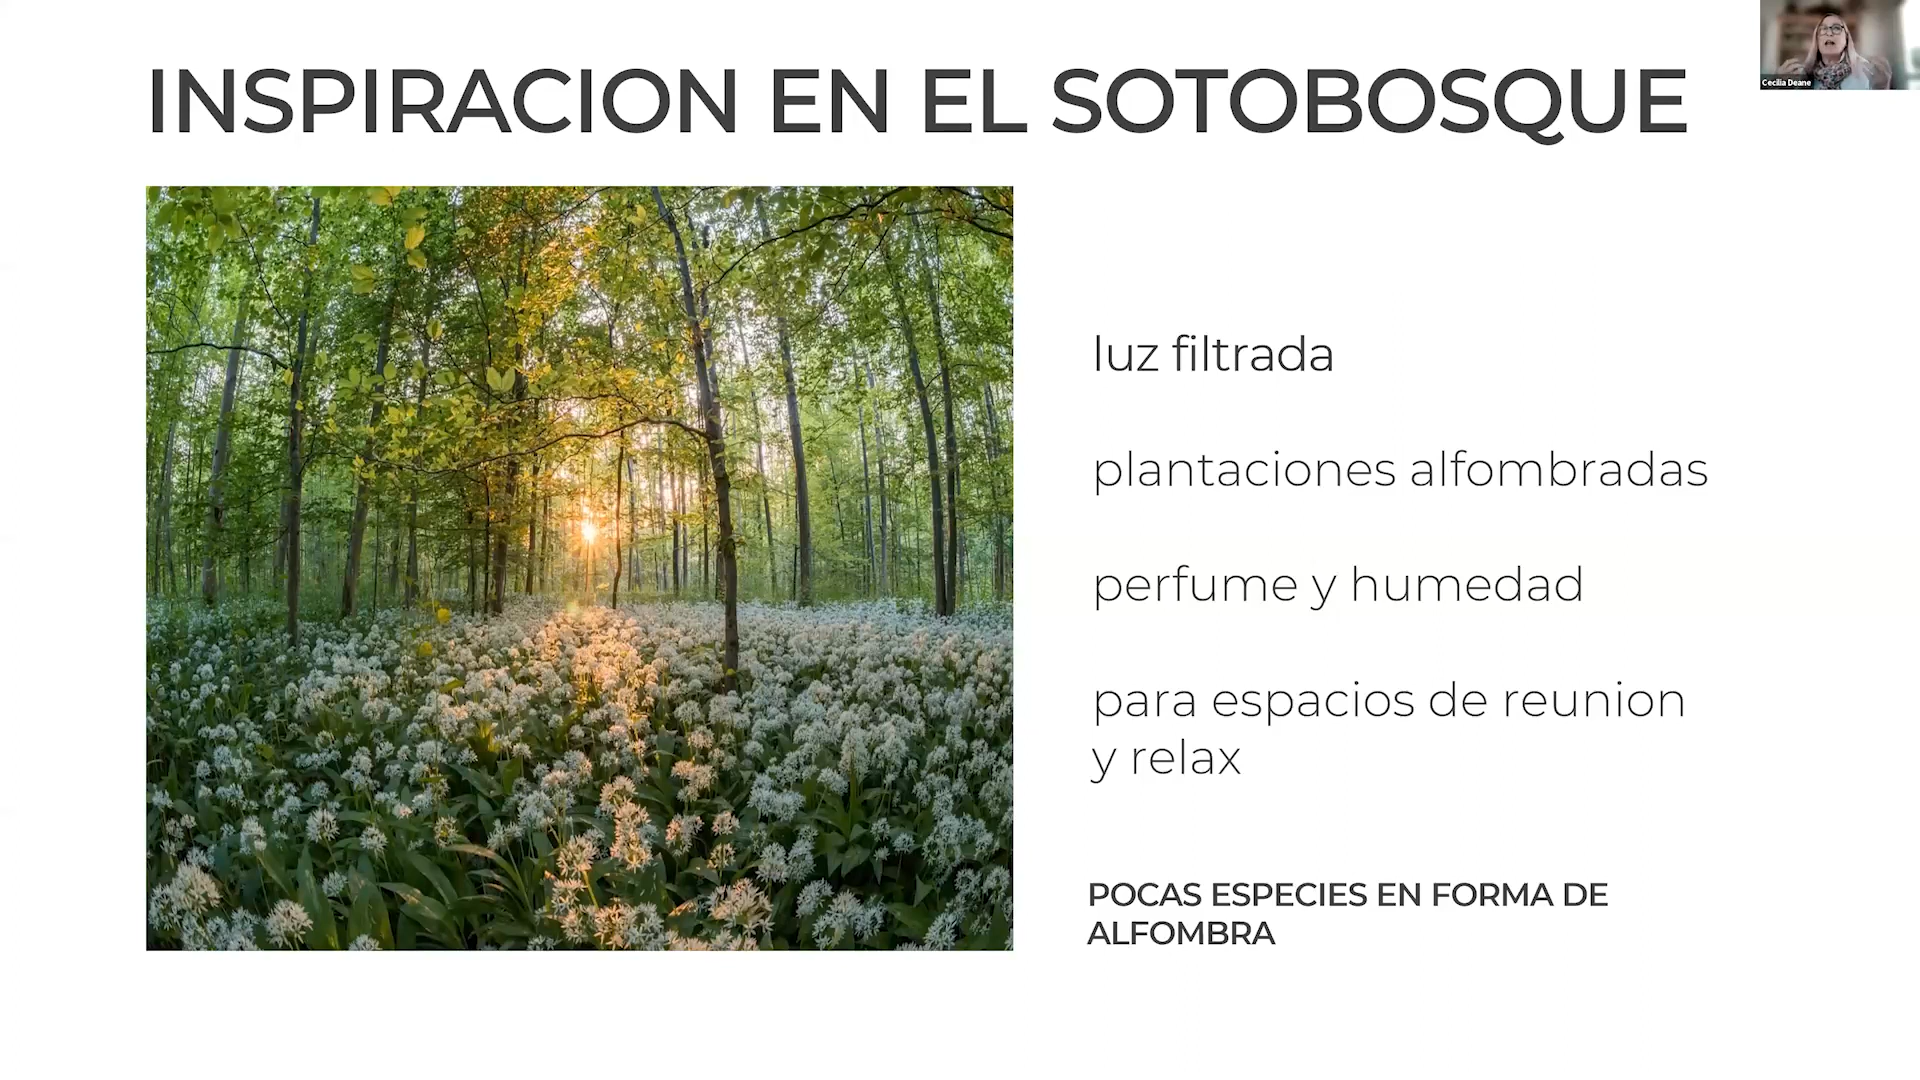 INSPIRACION EN EL SOTOBOSQUE
Cecilia Deane
luz filtrada
plantaciones alfombradas
perfume y humedad
para espacios de reunion
y relax
POCAS ESPECIES EN FORMA DE
ALFOMBRA